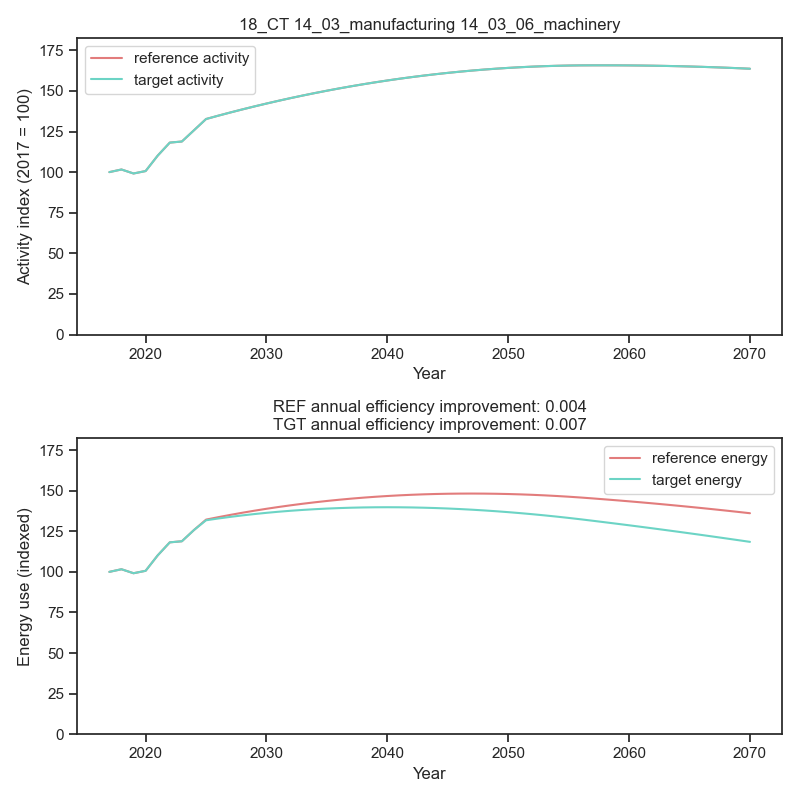 18_CT 14_03_manufacturing 14_03_06_machinery
reference activity
target activity
Activity index (2017 = 100)
175
150
125
100
75
50
25
0
2020 2030 2040 2050 2060 2070
Year
REF annual efficiency improvement: 0.004
TGT annual efficiency improvement: 0.007
reference energy
target energy
Energy use (indexed)
175
150
125
100
75
50
25
0
2020 2030 2040 2050 2060 2070
Year